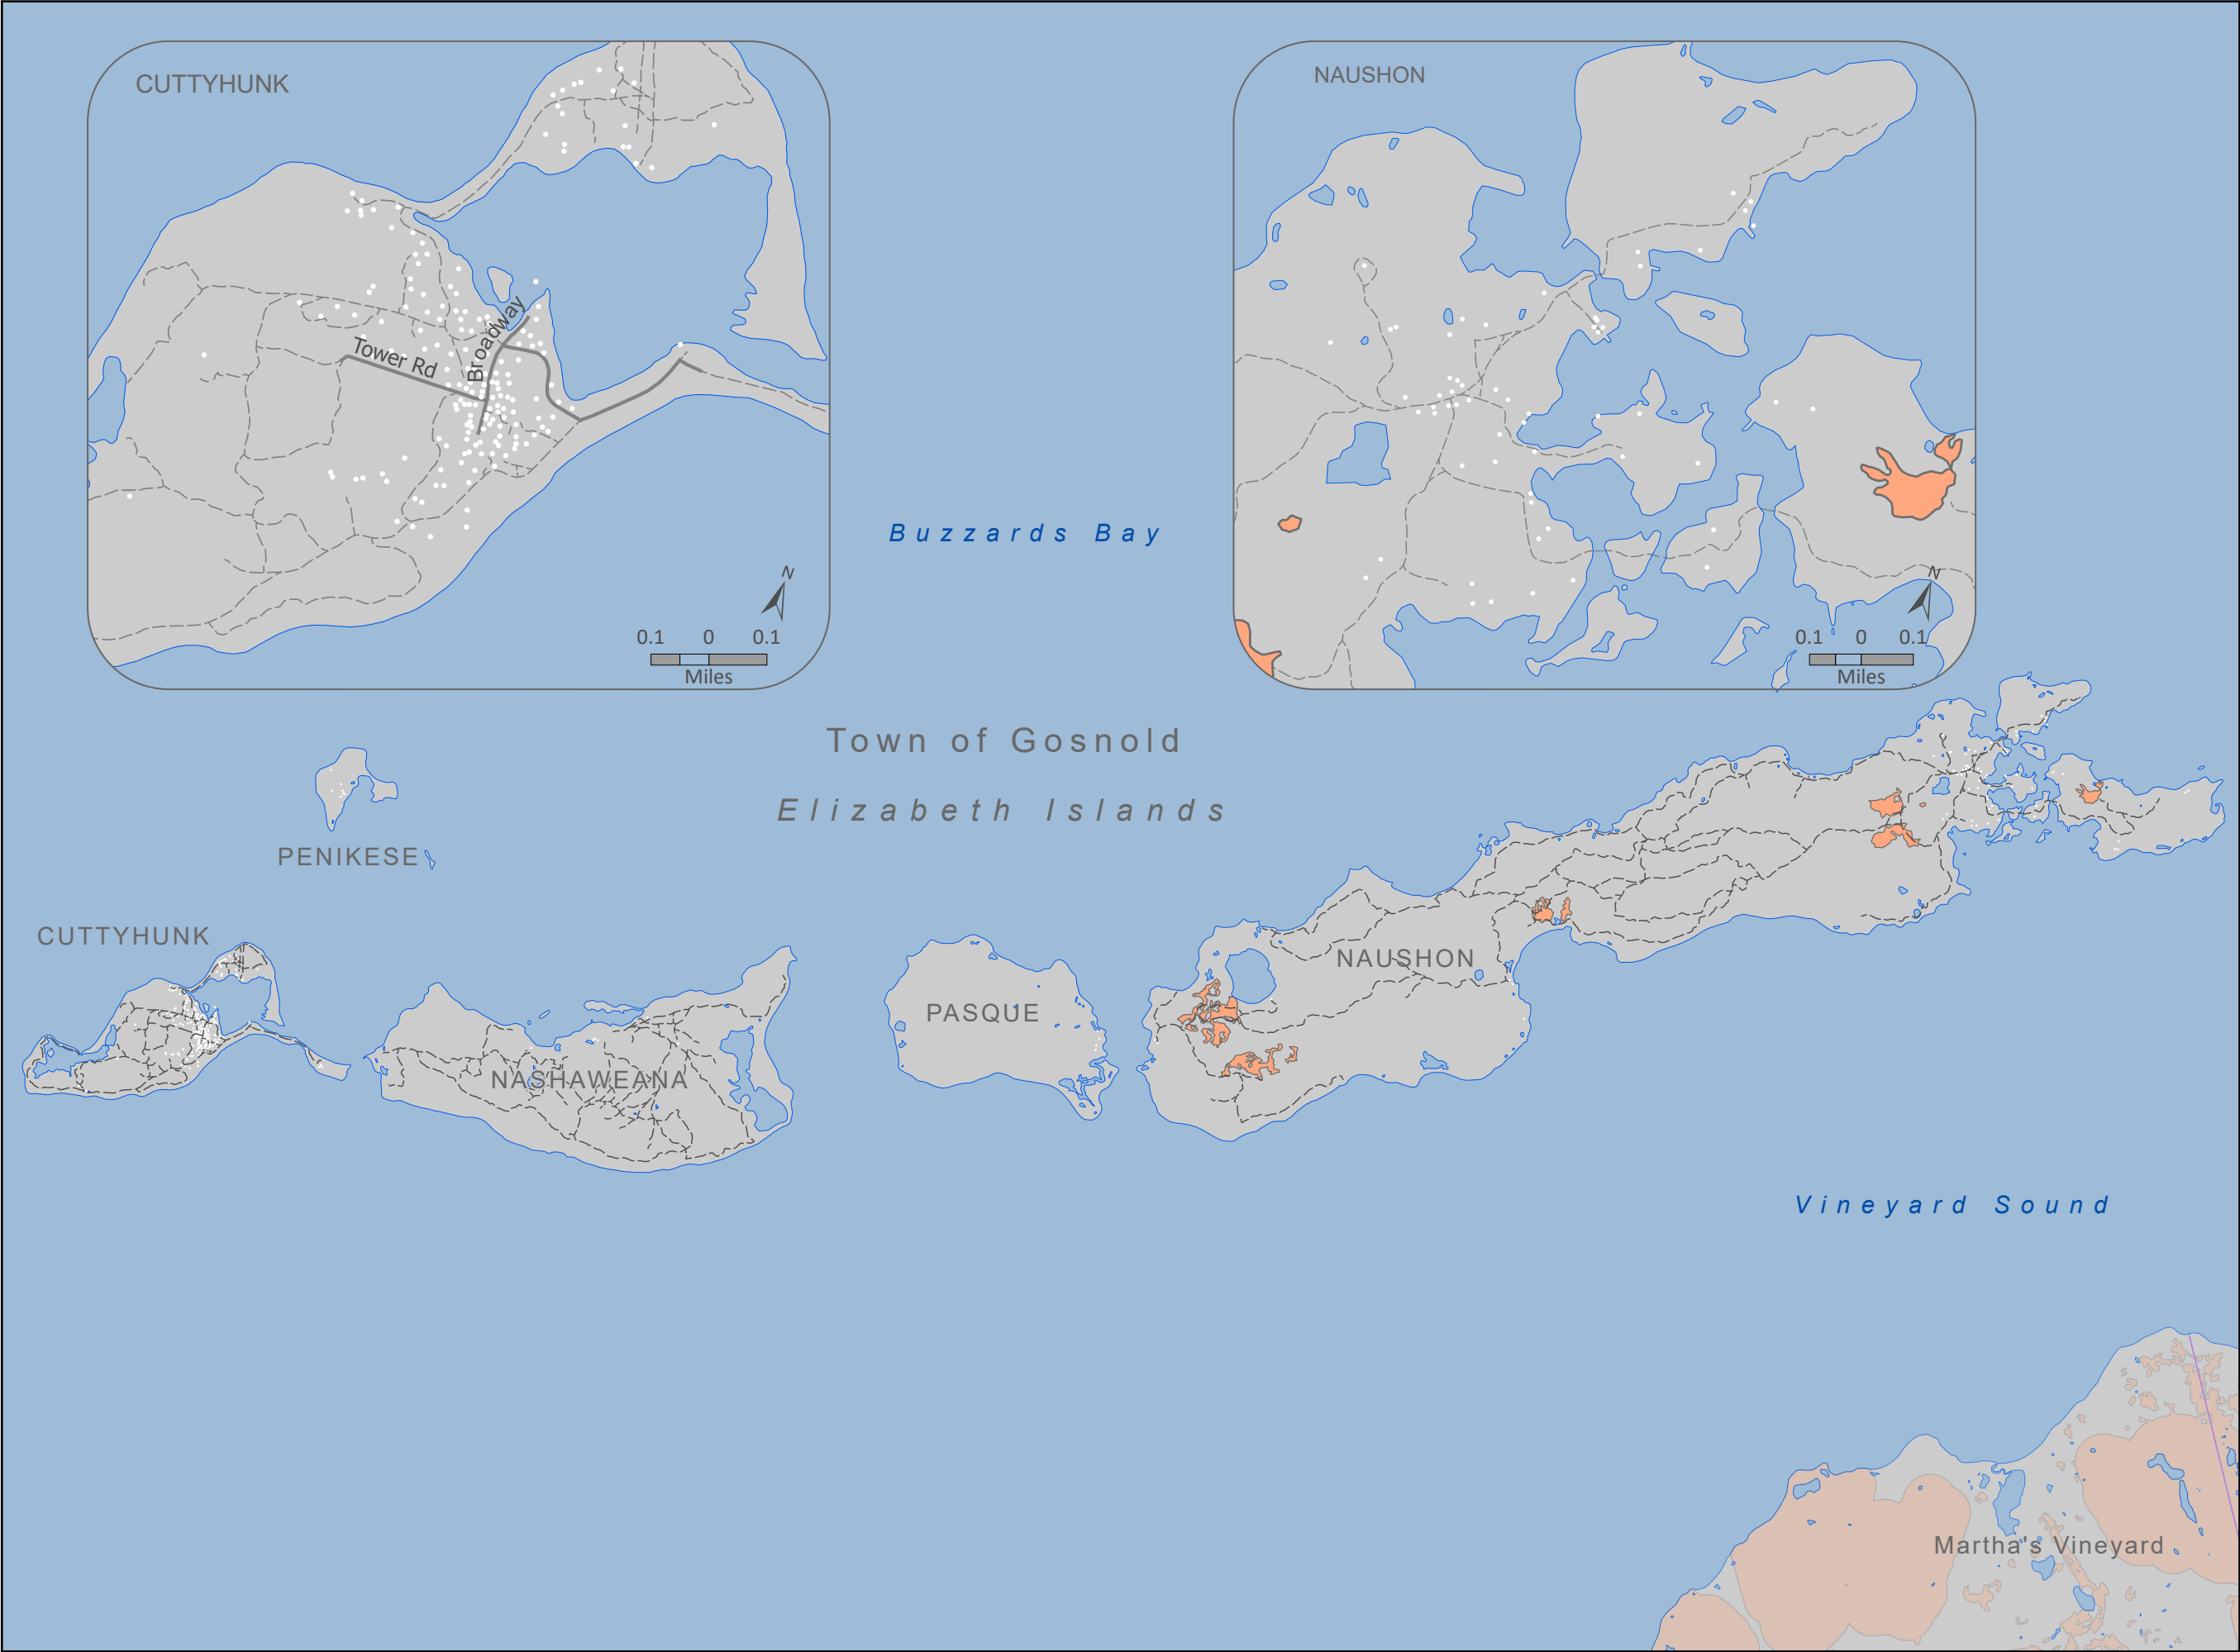 CUTTYHUNK
Broadway
Tower Rd
N
0.1 0 0.1
Miles
NAUSHON
N
0.1 0 0.1
Miles
Buzzards Bay
Town of Gosnold
Elizabeth Islands
PENIKESE
CUTTYHUNK
NAUSHON
PASQUE
NASHAWEANA
Vineyard Sound
Martha's Vineyard